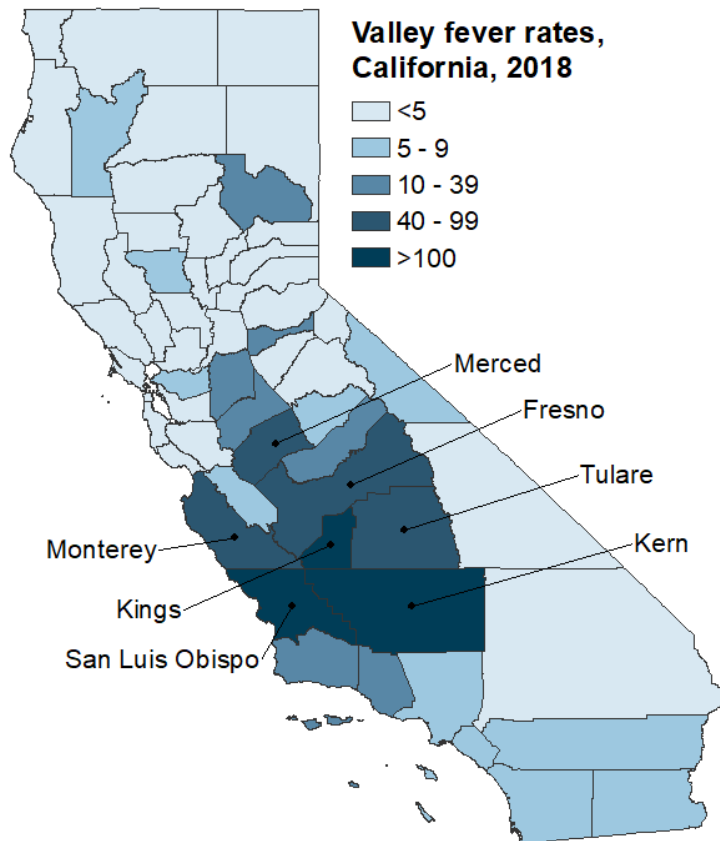 Valley fever rates,
California, 2018
<5
5 - 9
10 - 39
40 - 99
>100
Merced
Fresno
Tulare
Monterey
Kern
Kings
San Luis Obispo